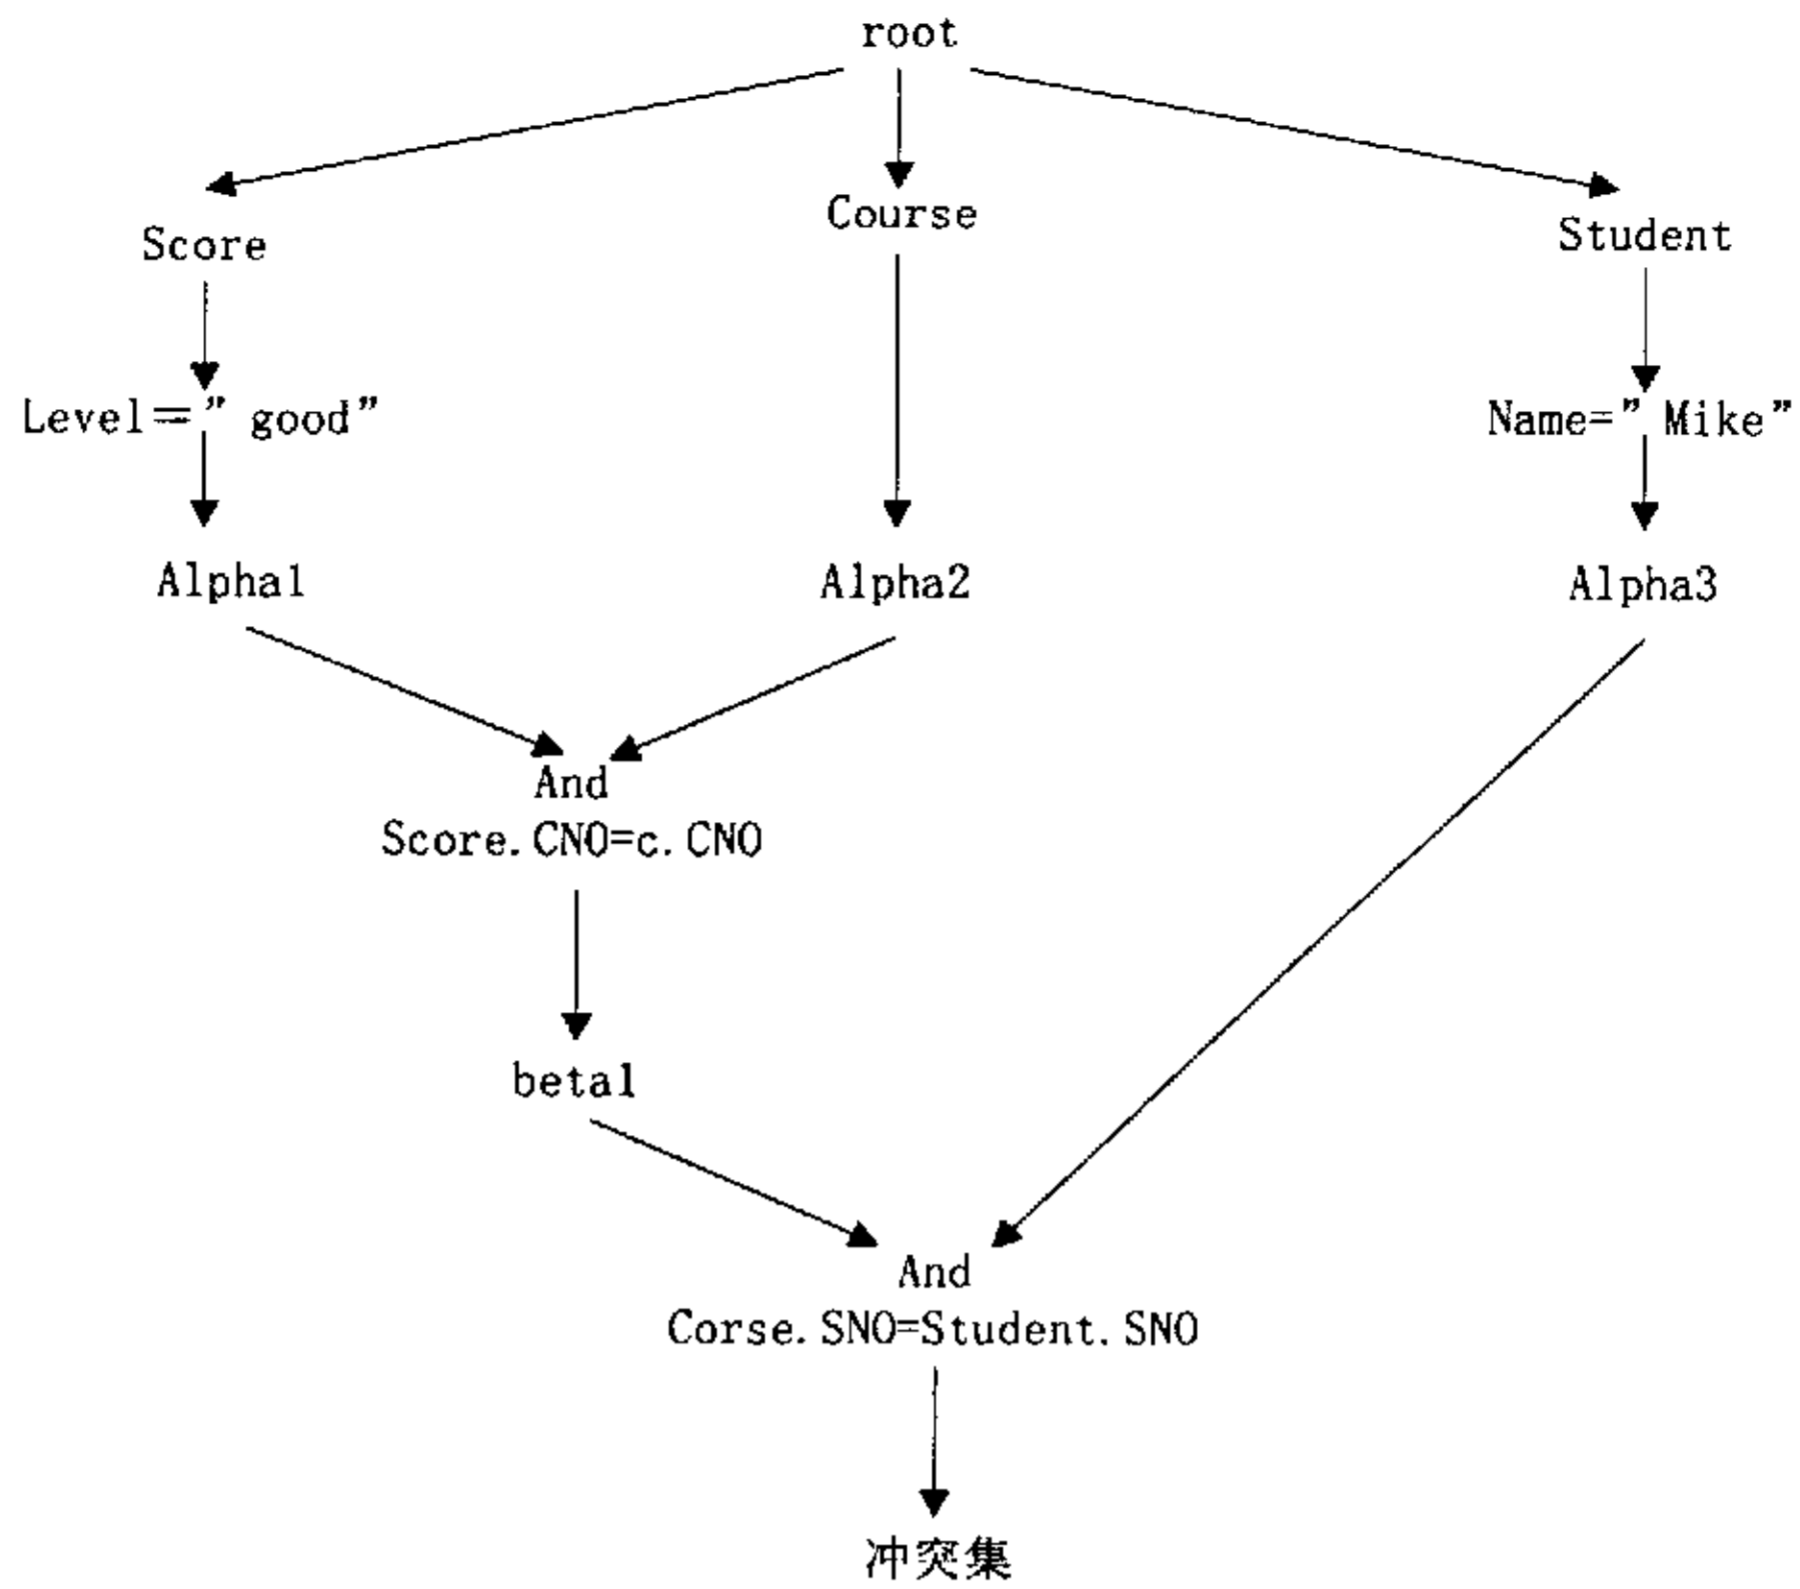 root
Score
Course
Student
Level=” good”
Name=” Mike”
Alpha1
Alpha2
Alpha3
And
Score.CNO=c.CNO
beta1
And
Corse.SNO=Student.SNO
冲突集